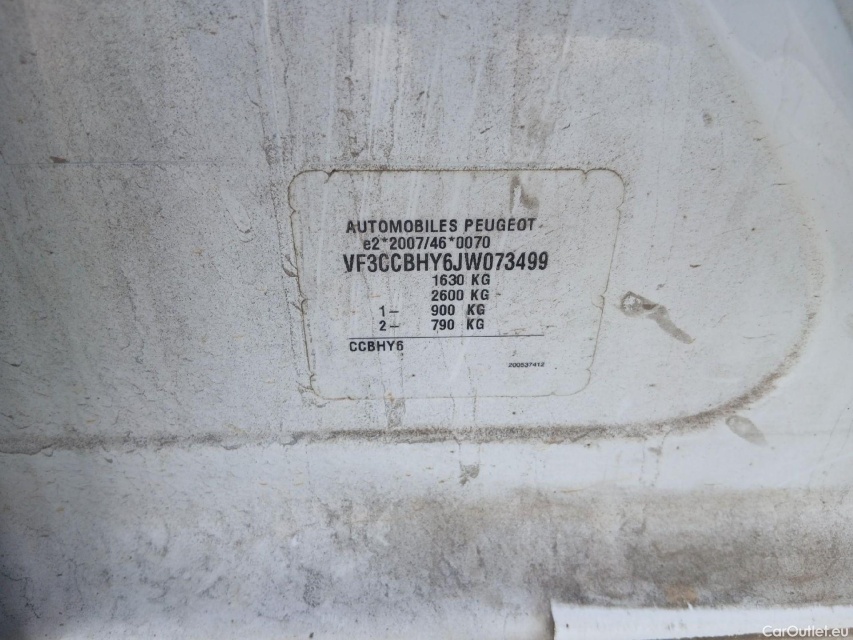 AUTOMOBILES PEUGEOT
e2*2007/46*0070
VF3CCBHY6JW073499
1630 KG
2600 KG
1– 900 KG
2– 790 KG
CCBHY6
200537412
CarOutlet.eu